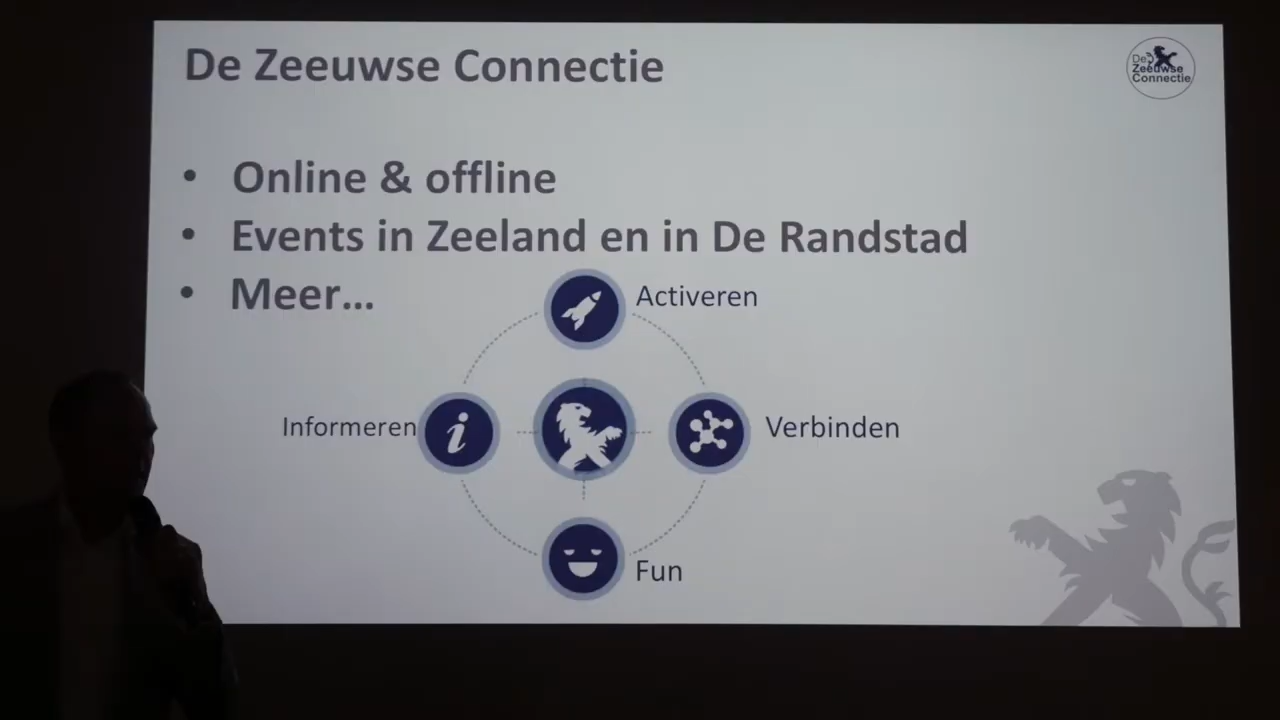 De Zeeuwse Connectie
De
Zeeuwse
Connectie
• Online & offline
• Events in Zeeland en in De Randstad
• Meer...
Activeren
Informeren
i
Verbinden
Fun